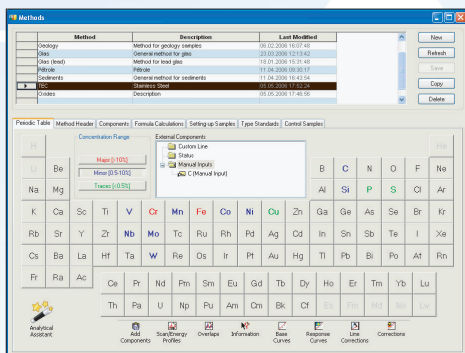 Methods
Method Description Last Modified
Geology Method for geology samples 06.02.2006 16:07:48
Glas General method for glas 23.03.2006 12:13:42
Glas (lead) Method for lead glas 18.01.2006 15:31:48
Pétrole Pétrole 11.04.2006 09:30:17
Sediments General method for sediments 11.04.2006 16:43:54
TEC Stainless Steel 05.05.2006 17:52:24
Oxides Description 05.05.2006 17:46:56
New
Refresh
Save
Copy
Delete
Periodic Table Method Header Components Formula Calculations Setting-up Samples Type Standards Control Samples
Concentration Range
Major [>10%]
Minor [0.5-10%]
Traces [<0.5%]
External Components
Custom Line
Status
Manual Inputs
C (Manual Input)
H He
Li Be B C N O F Ne
Na Mg Al Si P S Cl Ar
K Ca Sc Ti V Cr Mn Fe Co Ni Cu Zn Ga Ge As Se Br Kr
Rb Sr Y Zr Nb Mo Tc Ru Rh Pd Ag Cd In Sn Sb Te I Xe
Cs Ba La Hf Ta W Re Os Ir Pt Au Hg Tl Pb Bi Po At Rn
Fr Ra Ac Ce Pr Nd Pm Sm Eu Gd Tb Dy Ho Er Tm Yb Lu
Th Pa U Np Pu Am Cm Bk Cf Es Fm Md No Lw
Analytical Assistant
Add Components
Scan/Energy Profiles
Overlaps
Information
Base Curves
Response Curves
Line Corrections
Corrections